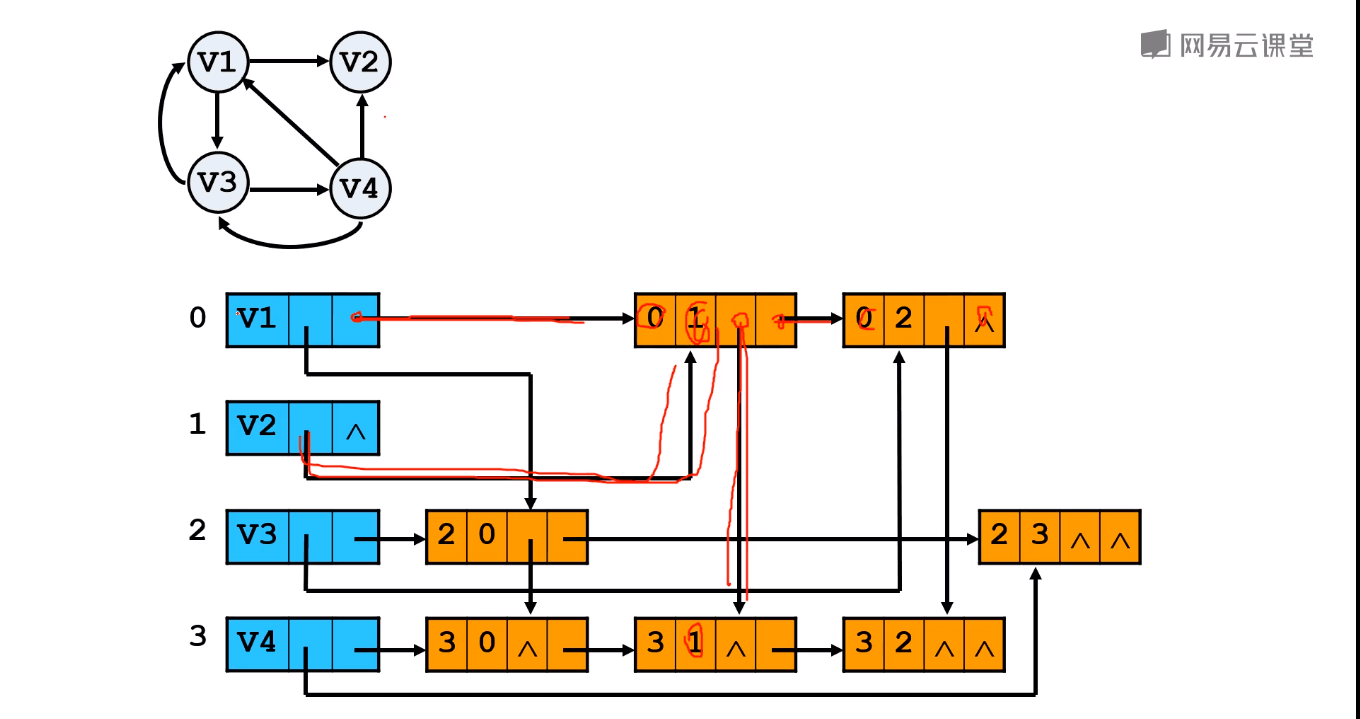 网易云课堂
V1 V2
V3 V4
0 V1 0 1 0 2 ^
1 V2 ^
2 V3 2 0 2 3 ^ ^
3 V4 3 0 ^ 3 1 ^ 3 2 ^ ^